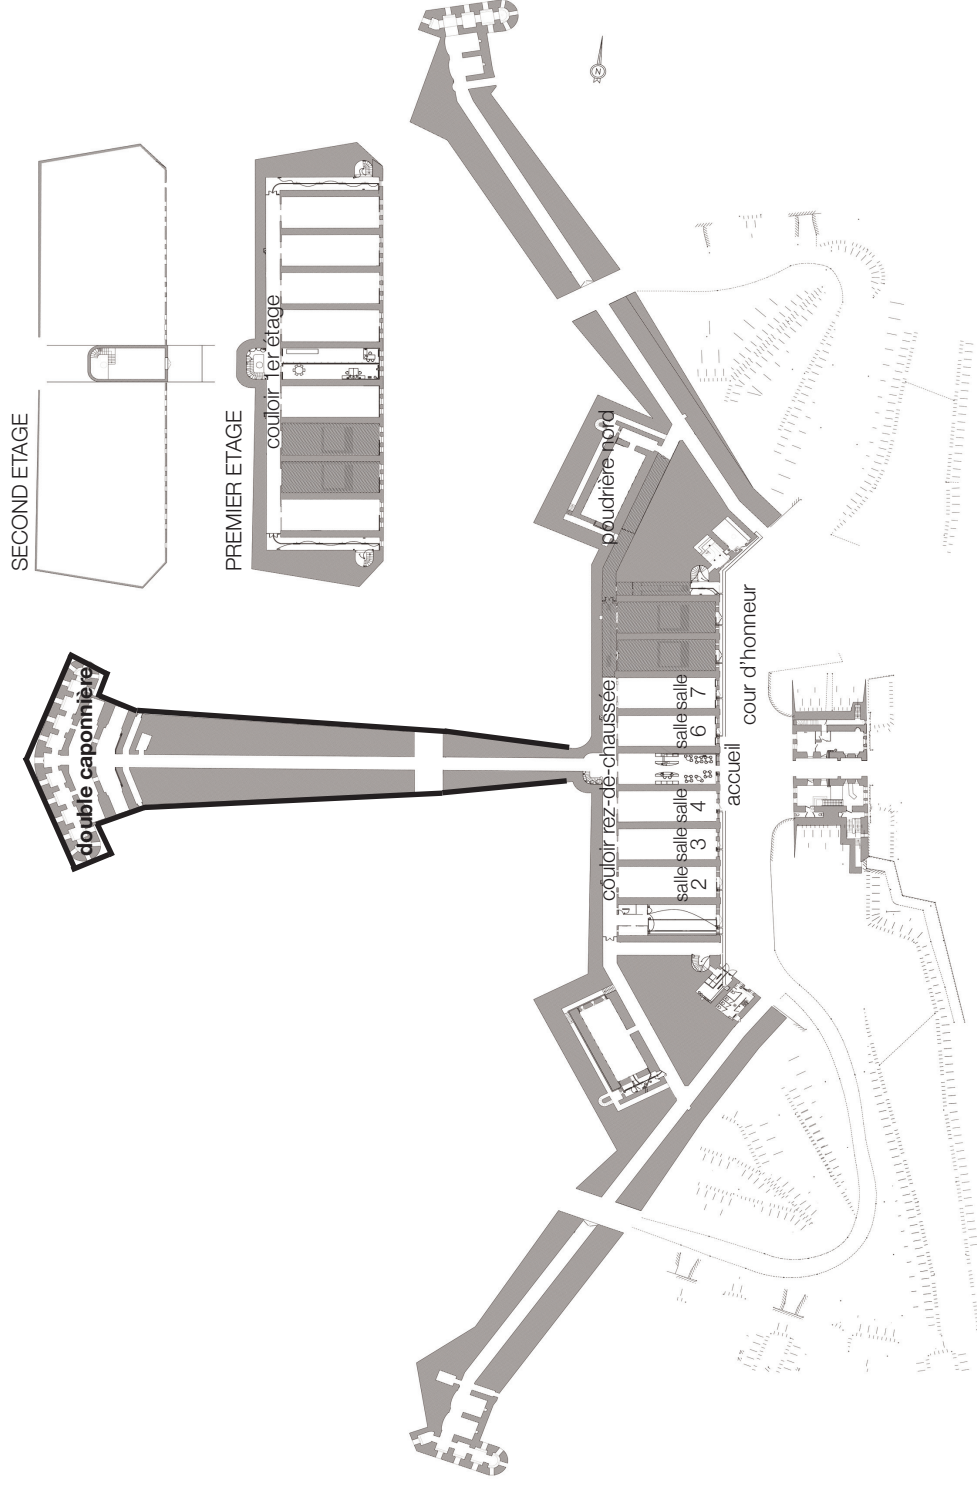 SECOND ETAGE
PREMIER ETAGE
couloir 1er étage
N
double caponnière
poudrière nord
couloir rez-de-chaussée
salle
2
salle
3
salle
4
salle
6
salle
7
accueil
cour d'honneur